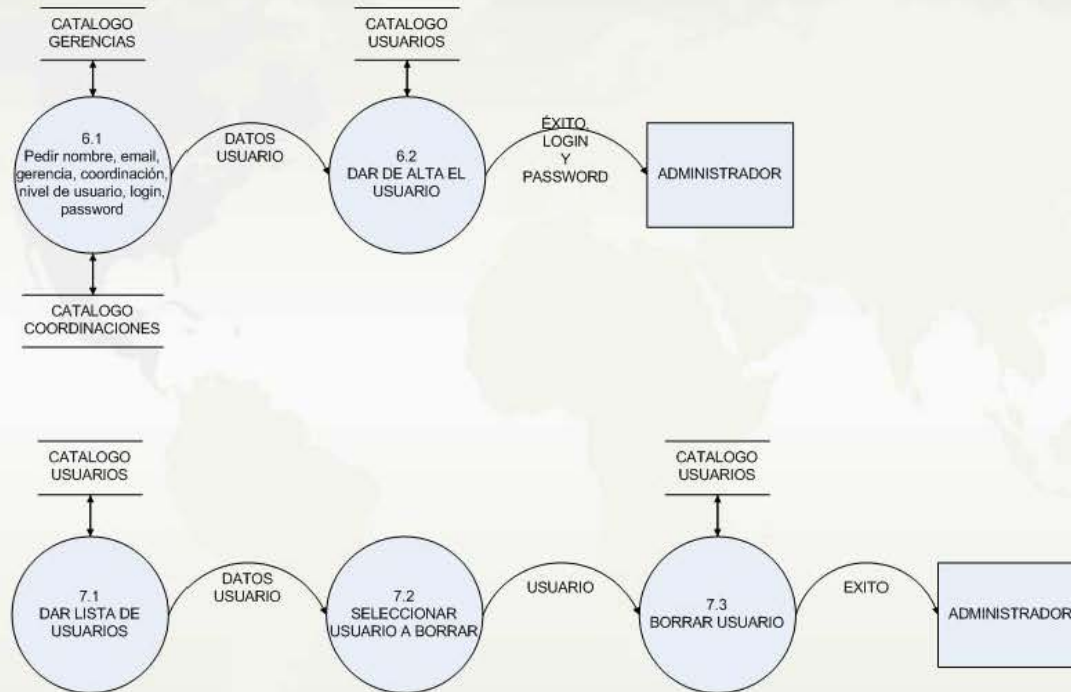 CATALOGO
GERENCIAS
CATALOGO
USUARIOS
6.1
Pedir nombre, email,
gerencia, coordinación,
nivel de usuario, login,
password
DATOS
USUARIO
6.2
DAR DE ALTA EL
USUARIO
ÉXITO,
LOGIN
Y
PASSWORD
ADMINISTRADOR
CATALOGO
COORDINACIONES
CATALOGO
USUARIOS
CATALOGO
USUARIOS
7.1
DAR LISTA DE
USUARIOS
DATOS
USUARIO
7.2
SELECCIONAR
USUARIO A BORRAR
USUARIO
7.3
BORRAR USUARIO
EXITO
ADMINISTRADOR